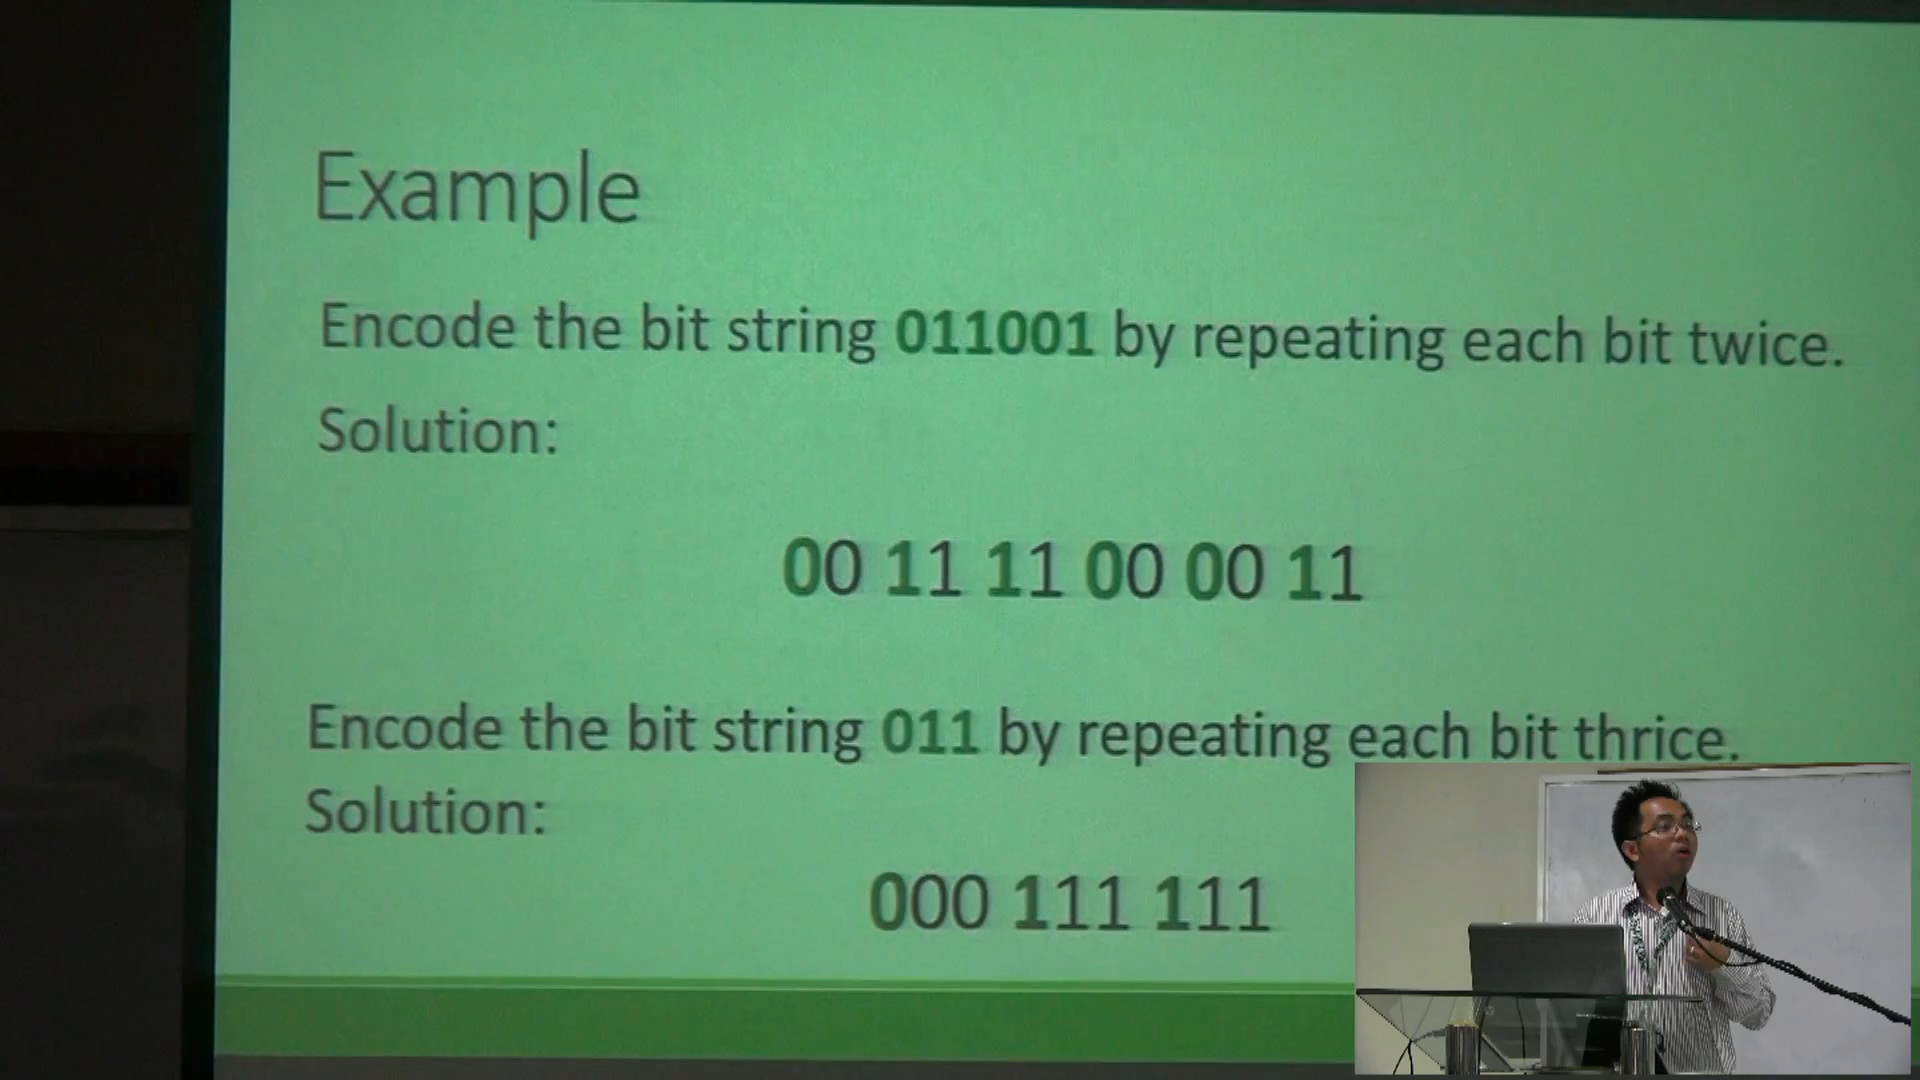 Example
Encode the bit string 011001 by repeating each bit twice.
Solution:
00 11 11 00 00 11
Encode the bit string 011 by repeating each bit thrice.
Solution:
000 111 111